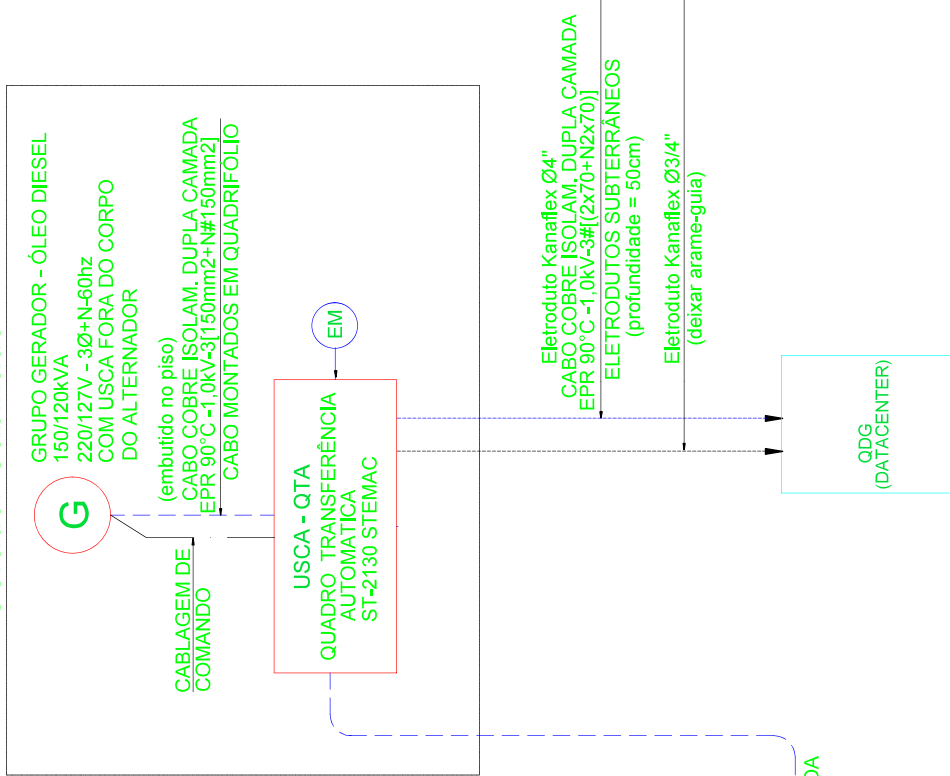 GRUPO GERADOR - ÓLEO DIESEL
150/120kVA
220/127V - 3Ø+N-60hz
COM USCA FORA DO CORPO
DO ALTERNADOR
G
(embutido no piso)
CABO COBRE ISOLAM. DUPLA CAMADA
EPR 90°C -1,0kV-3[150mm2+N#150mm2]
CABO MONTADOS EM QUADRIFÓLIO
CABLAGEM DE
COMANDO
EM
USCA - QTA
QUADRO TRANSFERÊNCIA
AUTOMÁTICA
ST-2130 STEMAC
Eletroduto Kanaflex Ø4"
CABO COBRE ISOLAM. DUPLA CAMADA
EPR 90°C -1,0kV-3#[(2x70+N2x70)]
ELETRODUTOS SUBTERRÂNEOS
(profundidade = 50cm)
Eletroduto Kanaflex Ø3/4"
(deixar arame-guia)
QDG
(DATACENTER)
DA